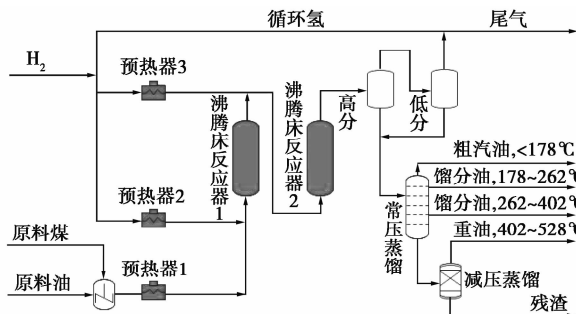 循环氢
尾气
H₂
预热器3
沸腾床反应器1
沸腾床反应器2
高分
低分
粗汽油,<178℃
馏分油,178~262℃
馏分油,262~402℃
重油,402~528℃
预热器2
常压蒸馏
原料煤
原料油
预热器1
减压蒸馏
残渣